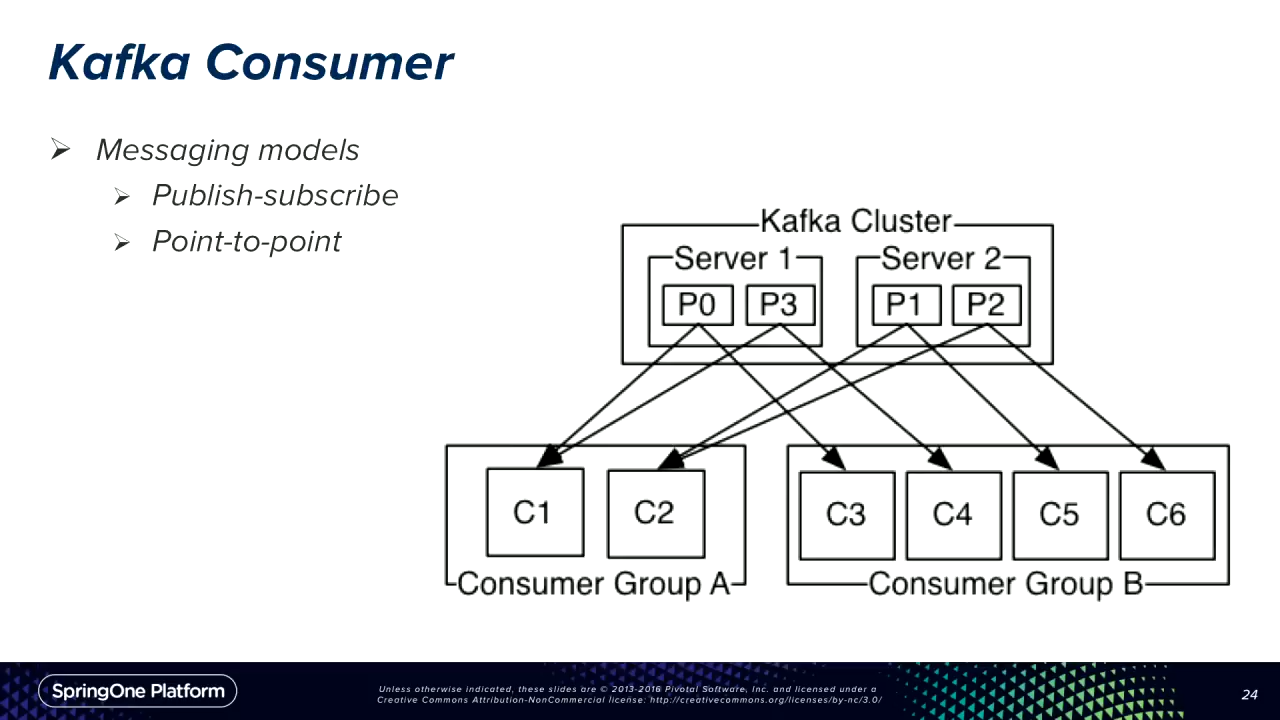 Kafka Consumer
Messaging models
Publish-subscribe
Point-to-point
Kafka Cluster
Server 1
Server 2
P0
P3
P1
P2
C1
C2
C3
C4
C5
C6
Consumer Group A
Consumer Group B
SpringOne Platform
Unless otherwise indicated, these slides are © 2013-2016 Pivotal Software, Inc. and licensed under a
Creative Commons Attribution-NonCommercial license: http://creativecommons.org/licenses/by-nc/3.0/
24